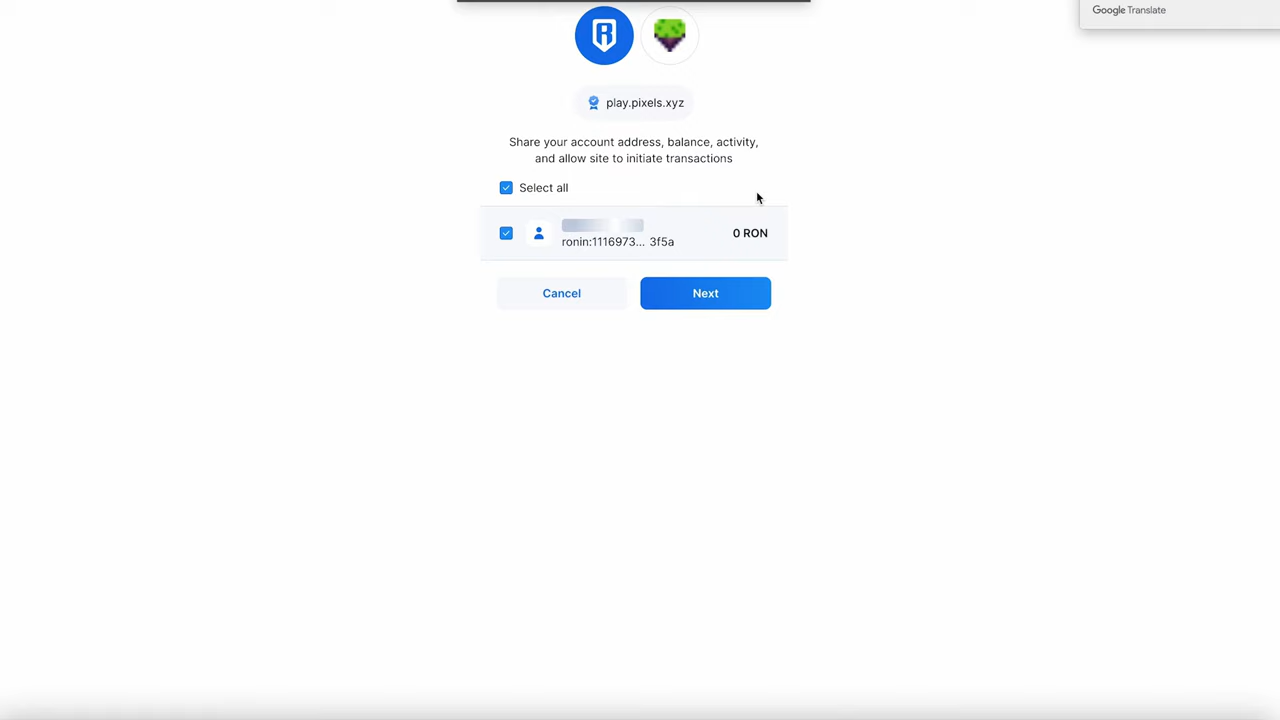 Google Translate
play.pixels.xyz
Share your account address, balance, activity,
and allow site to initiate transactions
Select all
ronin:1116973... 3f5a
0 RON
Cancel
Next